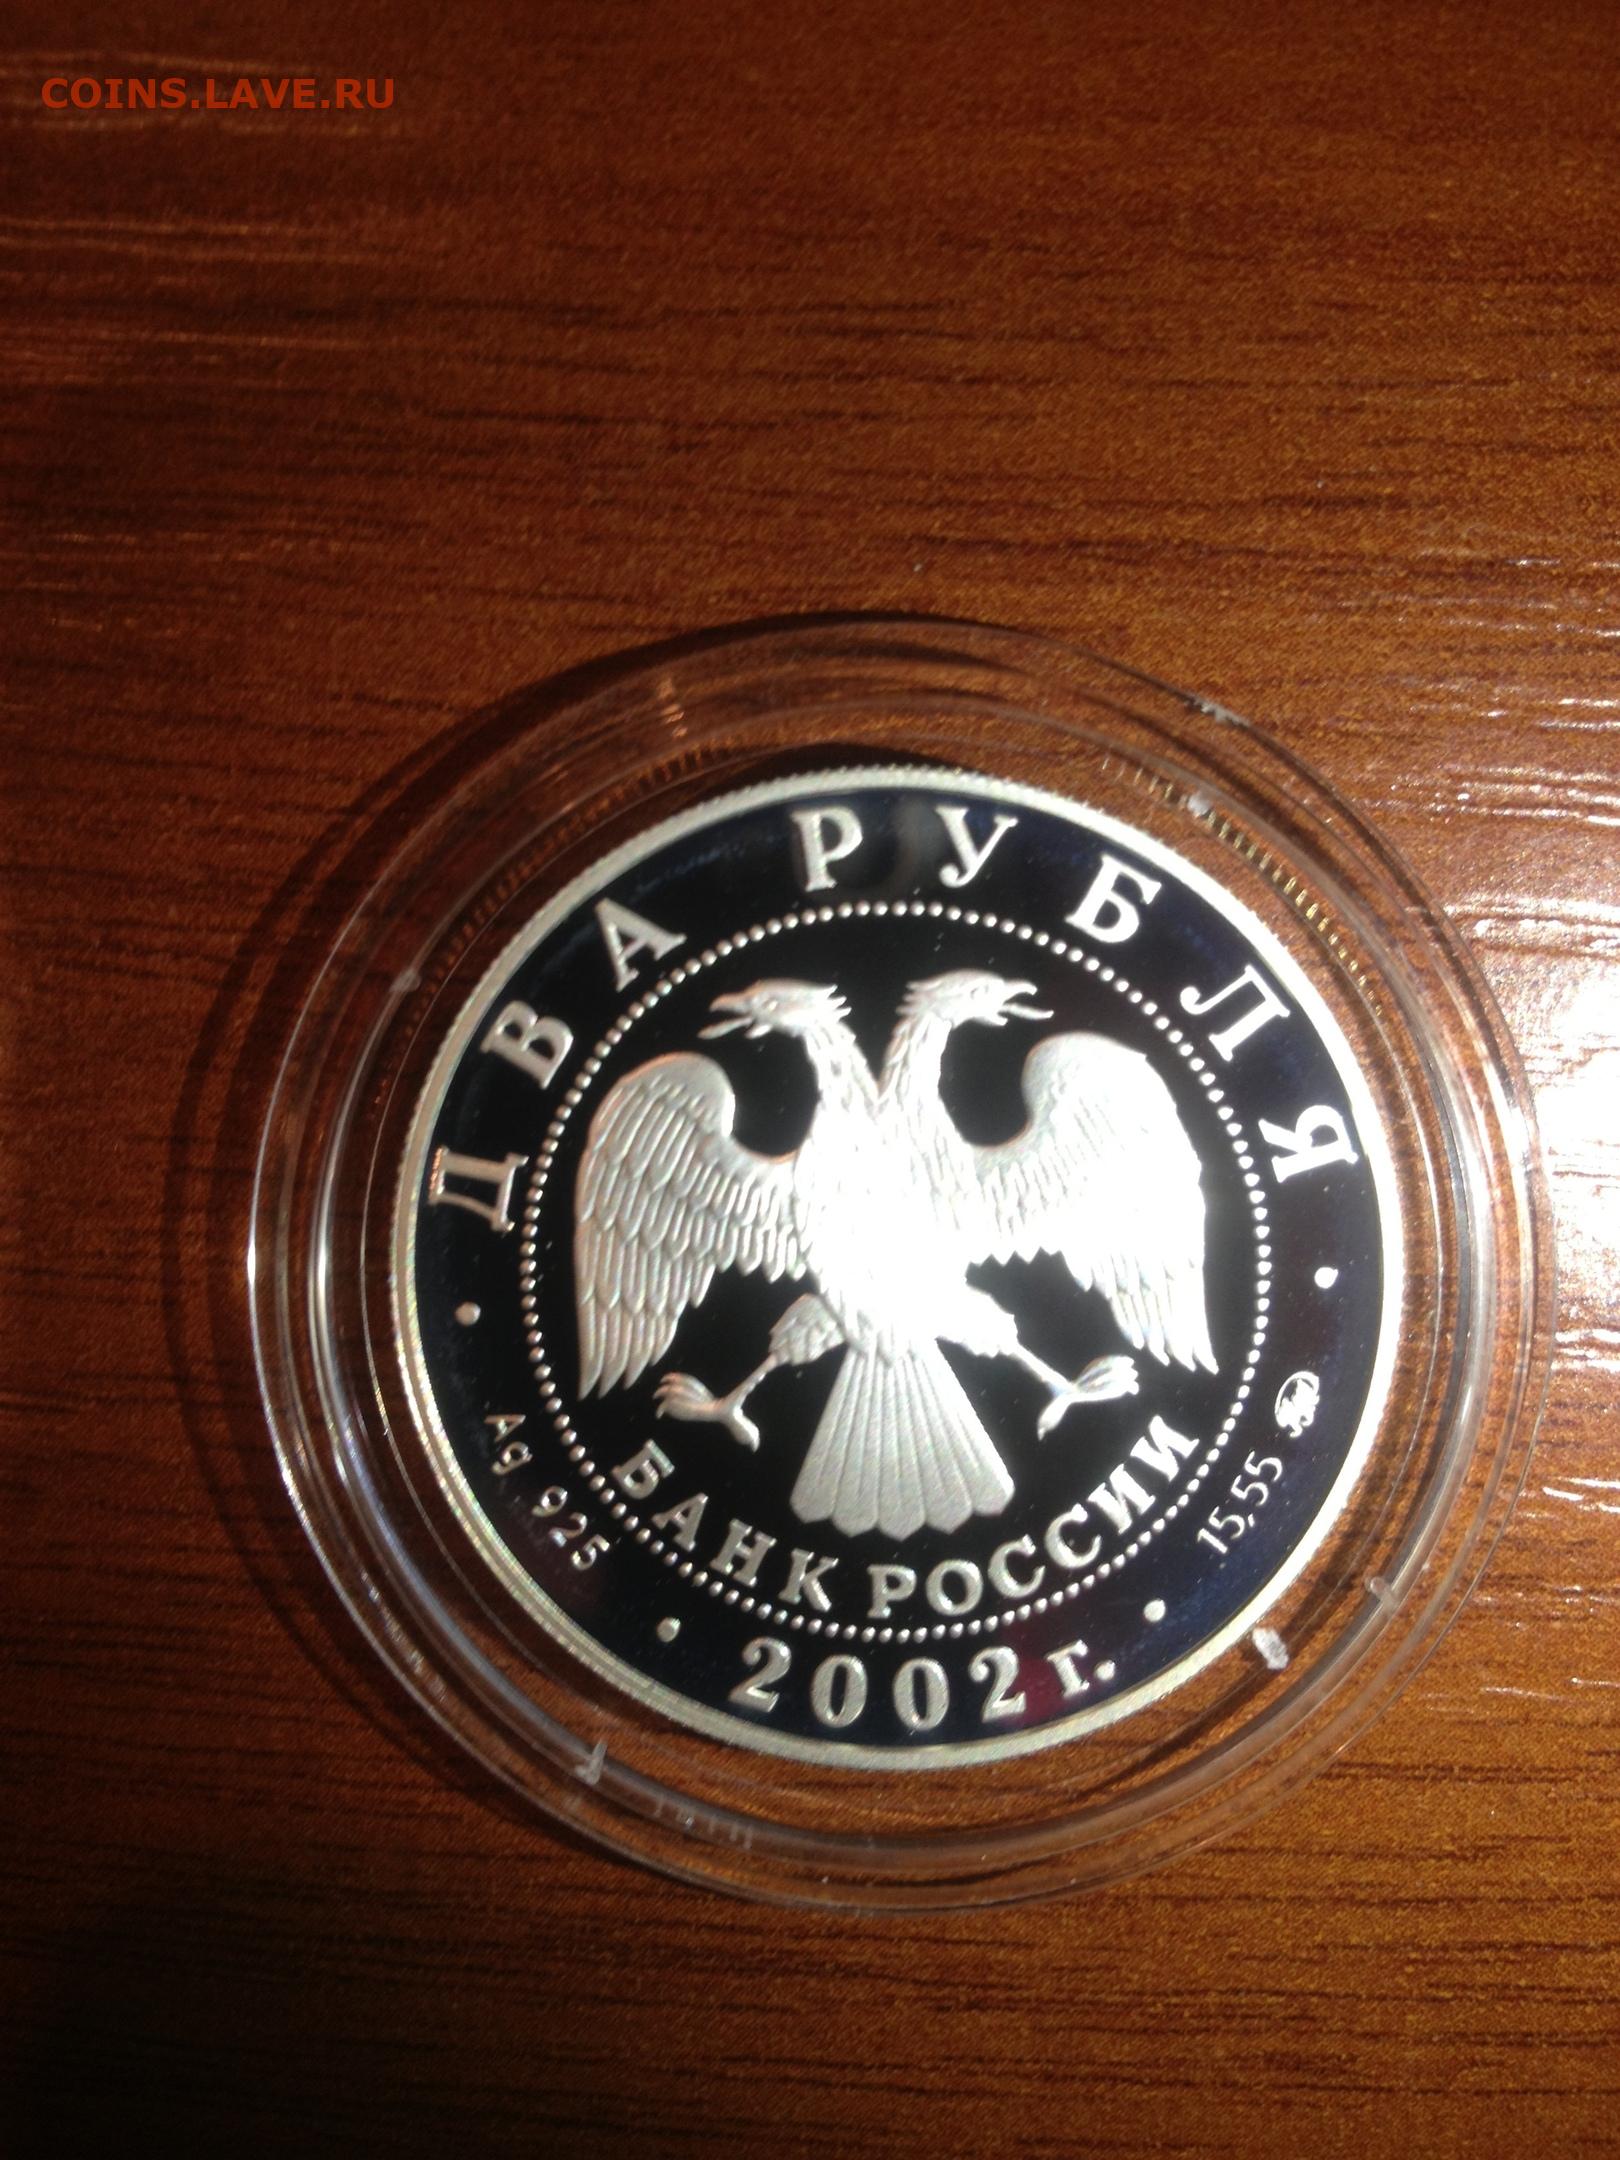 COINS.LAVE.RU
ДВА РУБЛЯ
БАНК РОССИИ
Ag 925
• 2002 г. •
15,55